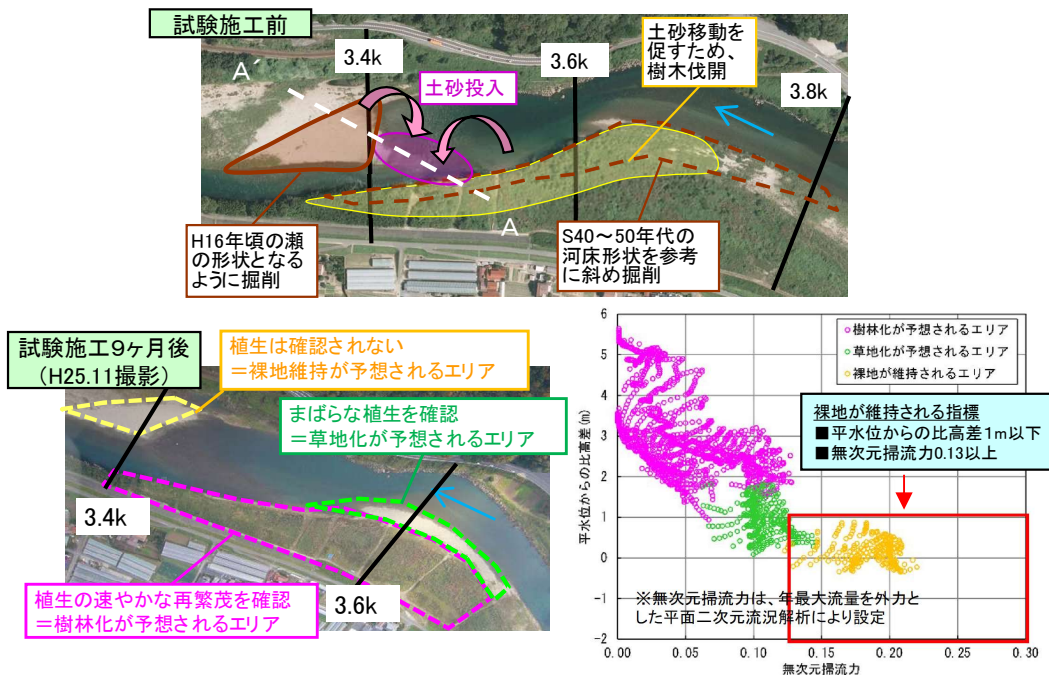 試験施工前
3.4k
3.6k
3.8k
A´
A
土砂投入
土砂移動を
促すため、
樹木伐開
H16年頃の瀬
の形状となる
ように掘削
S40～50年代の
河床形状を参考
に斜め掘削
試験施工９ヶ月後
（H25.11撮影）
植生は確認されない
＝裸地維持が予想されるエリア
まばらな植生を確認
＝草地化が予想されるエリア
3.4k
3.6k
植生の速やかな再繁茂を確認
＝樹林化が予想されるエリア
樹林化が予想されるエリア
草地化が予想されるエリア
裸地が維持されるエリア
裸地が維持される指標
■平水位からの比高差１ｍ以下
■無次元掃流力0.13以上
※無次元掃流力は、年最大流量を外力と
した平面二次元流況解析により設定
平水位からの比高差(m)
6
5
4
3
2
1
0
-1
-2
0.00 0.05 0.10 0.15 0.20 0.25 0.30
無次元掃流力